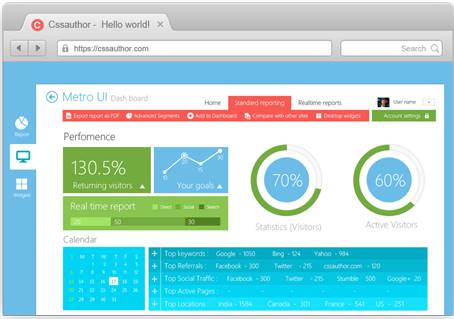 Cssauthor - Hello world!
https://cssauthor.com
Search
Metro UI Dash board
Home
Standard reporting
Realtime reports
User name
Export report as PDF
Advanced Segments
Add to Dashboard
Compare with other sites
Desktop widgets
Account settings
Report
Widgets
Perfomence
130.5%
Returning visitors
15
20
30
Your goals
70%
Statistics (Visitors)
60%
Active Visitors
Real time report
Direct
Social
Search
20
50
30
Calendar
Top keywords : Google - 1050 Bing - 124 Yahoo - 984
Top Referrals : Facebook - 300 Twitter - 215 cssauthor.com - 120
Top Social Traffic : Facebook - 300 Twitter - 215 Stumble 500 Google+ 20
Top Active Pages : - - - - -
Top Locations : India - 1584 Canada - 301 France - 541 US - 251